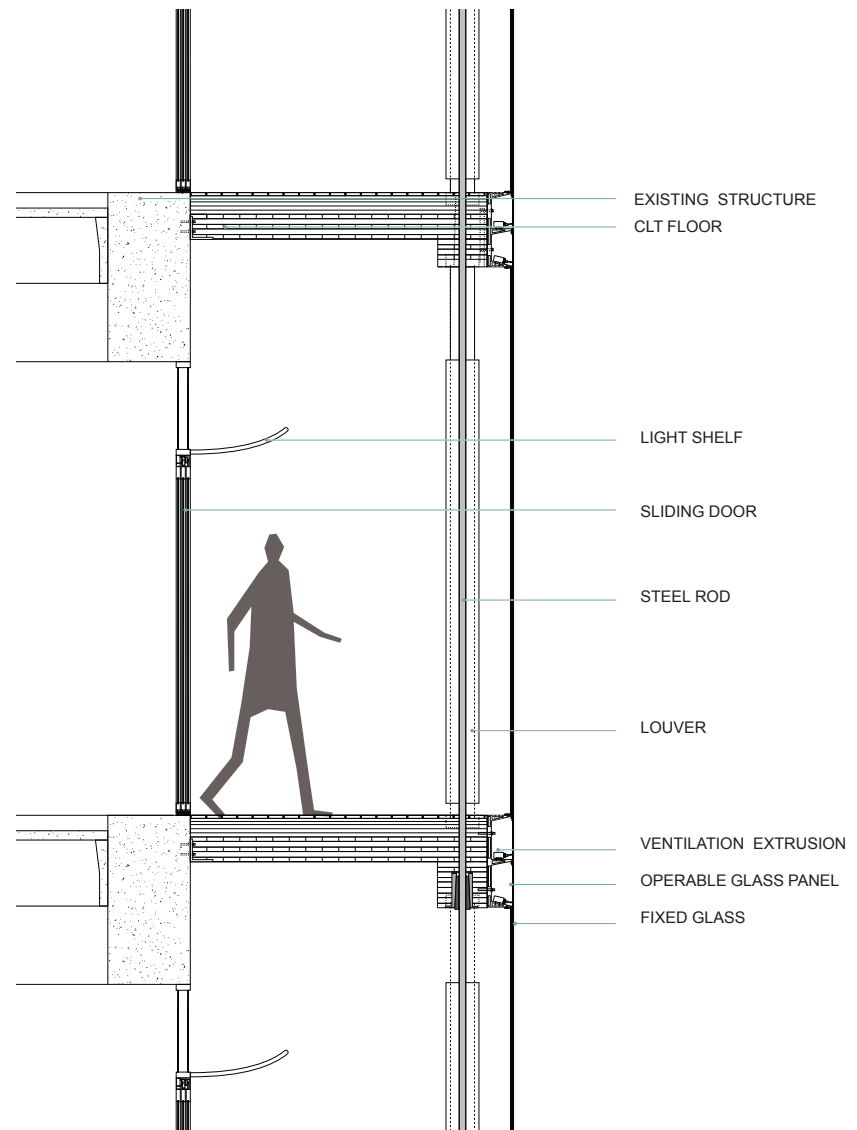 EXISTING STRUCTURE
CLT FLOOR
LIGHT SHELF
SLIDING DOOR
STEEL ROD
LOUVER
VENTILATION EXTRUSION
OPERABLE GLASS PANEL
FIXED GLASS